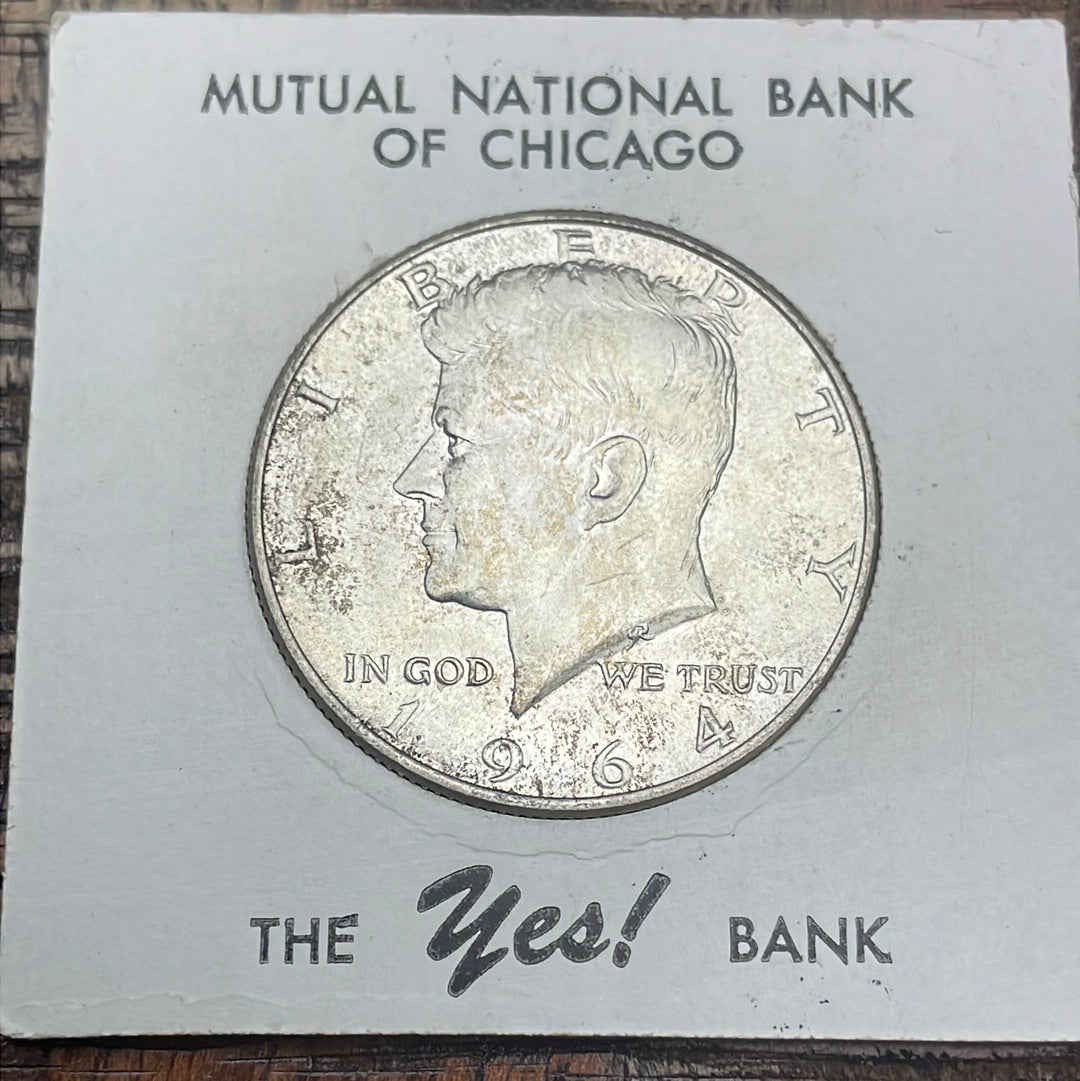 MUTUAL NATIONAL BANK
OF CHICAGO
LIBERTY
IN GOD WE TRUST
1964
THE Yes! BANK